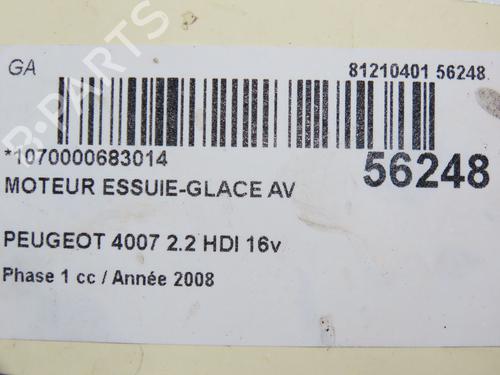 GA
81210401 56248
*1070000683014
56248
MOTEUR ESSUIE-GLACE AV
PEUGEOT 4007 2.2 HDI 16v
Phase 1 cc / Année 2008
B-PARTS